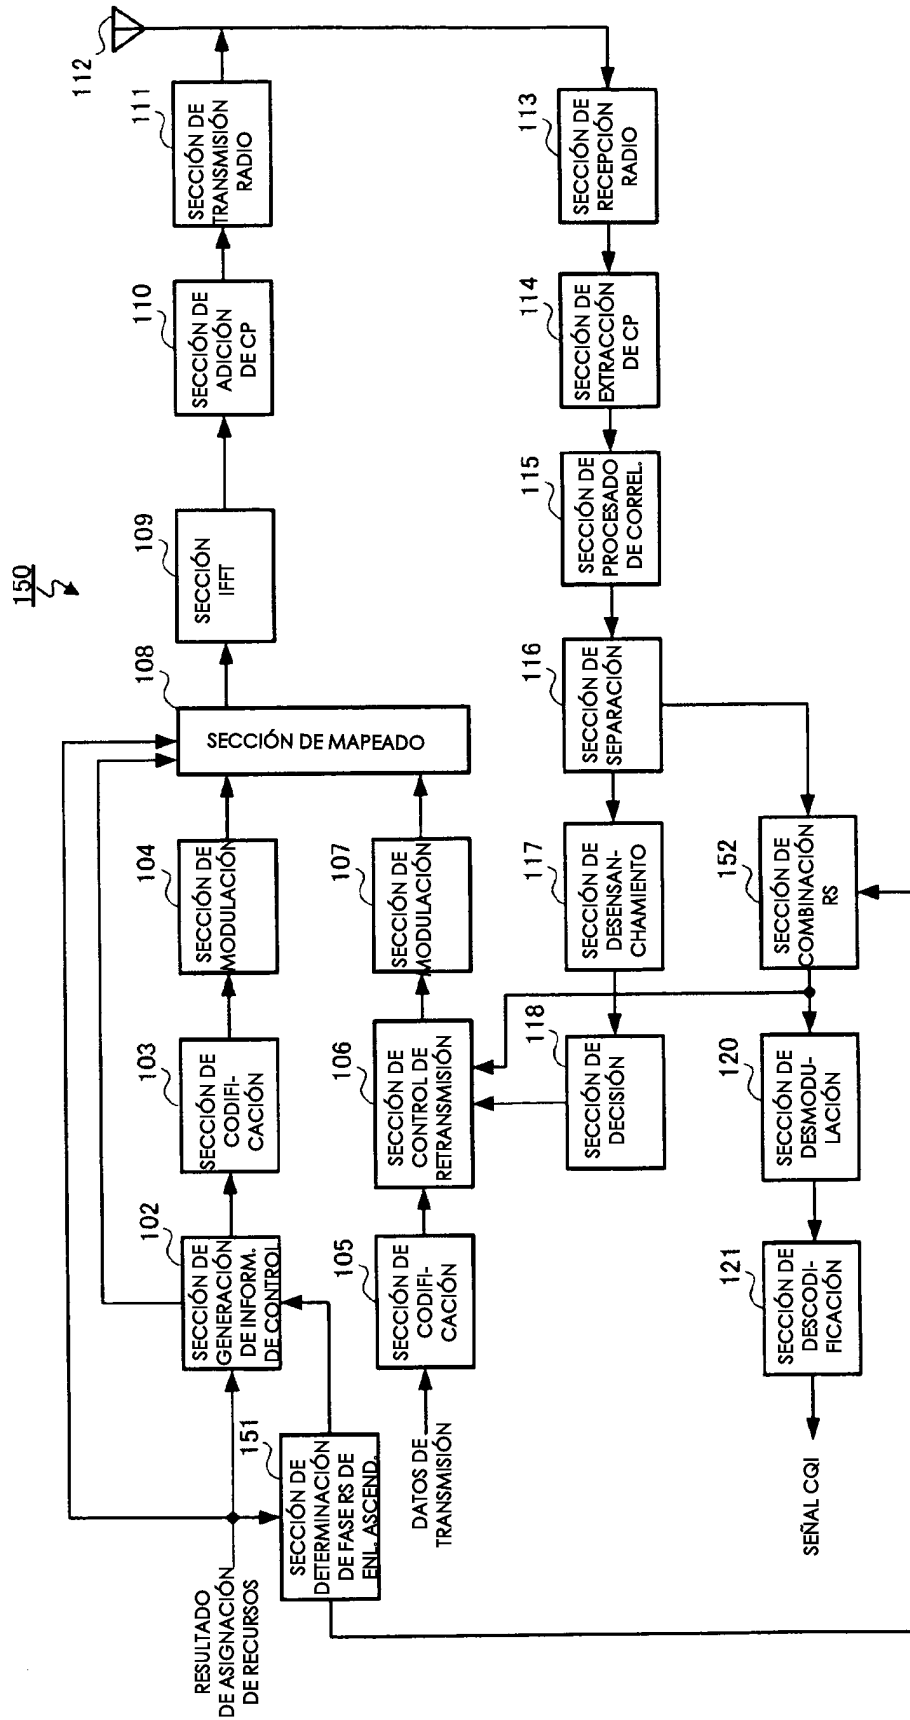 150
RESULTADO
DE ASIGNACIÓN
DE RECURSOS
151
SECCIÓN DE
DETERMINACIÓN
DE FASE RS DE
ENL. ASCEND.
102
SECCIÓN DE
GENERACIÓN
DE INFORM.
DE CONTROL
103
SECCIÓN DE
CODIFI-
CACIÓN
104
SECCIÓN DE
MODULACIÓN
108
SECCIÓN DE MAPEADO
109
SECCIÓN
IFFT
110
SECCIÓN DE
ADICIÓN
DE CP
111
SECCIÓN DE
TRANSMISIÓN
RADIO
112
DATOS DE
TRANSMISIÓN
105
SECCIÓN DE
CODIFI-
CACIÓN
106
SECCIÓN DE
CONTROL DE
RETRANSMISIÓN
107
SECCIÓN DE
MODULACIÓN
118
SECCIÓN DE
DECISIÓN
117
SECCIÓN DE
DESENSAN-
CHAMIENTO
116
SECCIÓN DE
SEPARACIÓN
115
SECCIÓN DE
PROCESADO
DE CORREL.
114
SECCIÓN DE
EXTRACCIÓN
DE CP
113
SECCIÓN DE
RECEPCIÓN
RADIO
SEÑAL CQI
121
SECCIÓN DE
DESCODI-
FICACIÓN
120
SECCIÓN DE
DESMODU-
LACIÓN
152
SECCIÓN DE
COMBINACIÓN
RS